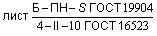 лист Б – ПН – S ГОСТ 19904
4 – II – 10 ГОСТ 16523